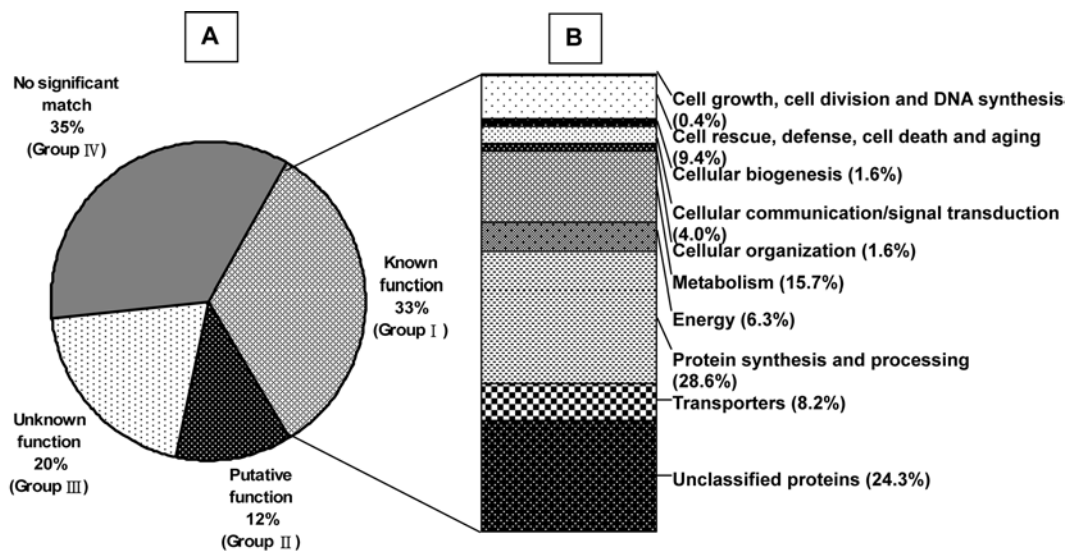 A
B
No significant
match
35%
(Group Ⅳ)
Known
function
33%
(Group Ⅰ)
Unknown
function
20%
(Group Ⅲ)
Putative
function
12%
(Group Ⅱ)
Cell growth, cell division and DNA synthesis
(0.4%)
Cell rescue, defense, cell death and aging
(9.4%)
Cellular biogenesis (1.6%)
Cellular communication/signal transduction
(4.0%)
Cellular organization (1.6%)
Metabolism (15.7%)
Energy (6.3%)
Protein synthesis and processing
(28.6%)
Transporters (8.2%)
Unclassified proteins (24.3%)